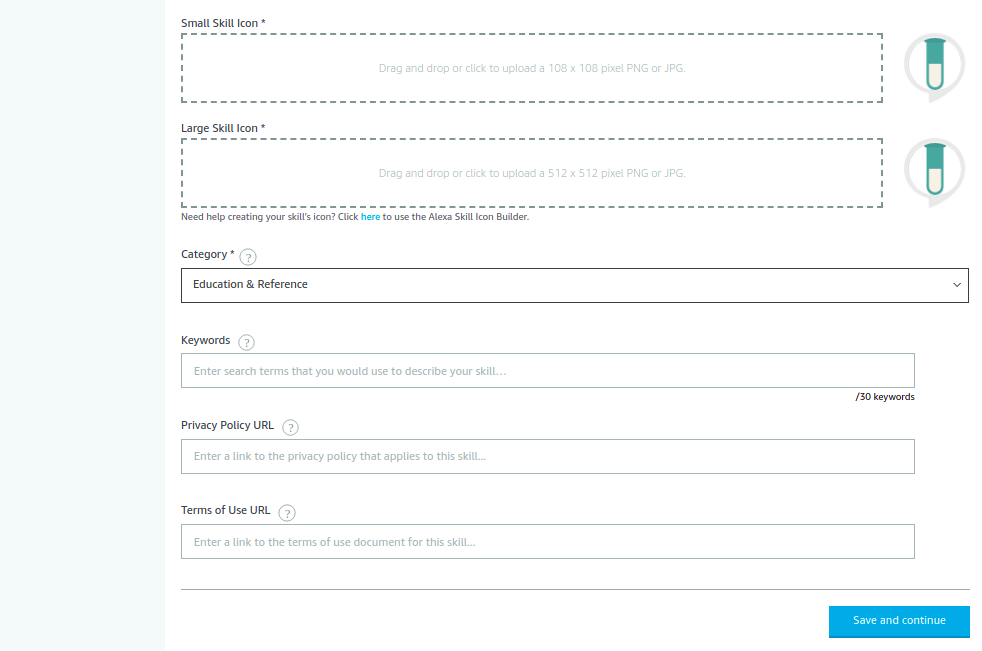 Small Skill Icon *
Drag and drop or click to upload a 108 x 108 pixel PNG or JPG.
Large Skill Icon *
Drag and drop or click to upload a 512 x 512 pixel PNG or JPG.
Need help creating your skill's icon? Click here to use the Alexa Skill Icon Builder.
Category * ?
Education & Reference
Keywords ?
Enter search terms that you would use to describe your skill...
/30 keywords
Privacy Policy URL ?
Enter a link to the privacy policy that applies to this skill...
Terms of Use URL ?
Enter a link to the terms of use document for this skill...
Save and continue